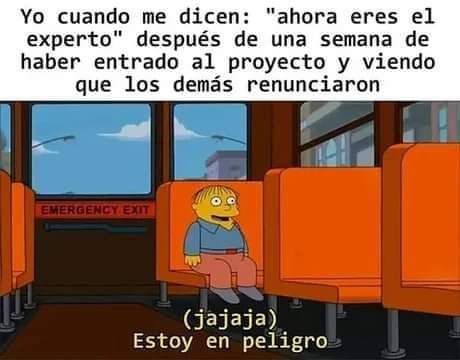 Yo cuando me dicen: "ahora eres el
experto" después de una semana de
haber entrado al proyecto y viendo
que los demás renunciaron
EMERGENCY EXIT
(jajaja)
Estoy en peligro